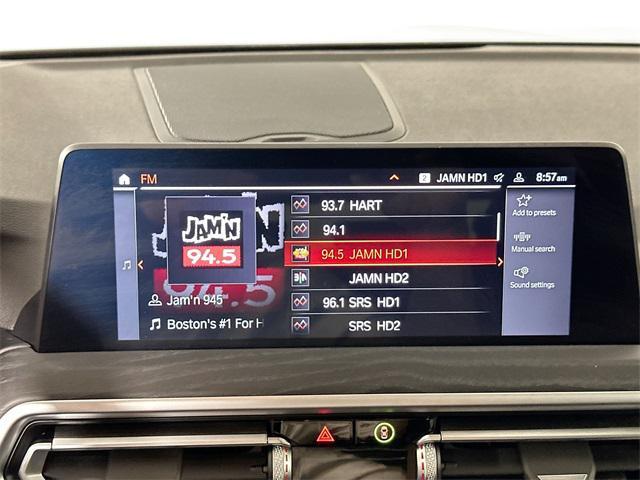 FM
2 JAMN HD1 8:57am
JAM'N
94.5
Jam'n 945
Boston's #1 For H
93.7 HART
94.1
94.5 JAMN HD1
JAMN HD2
96.1 SRS HD1
SRS HD2
Add to presets
Manual search
Sound settings